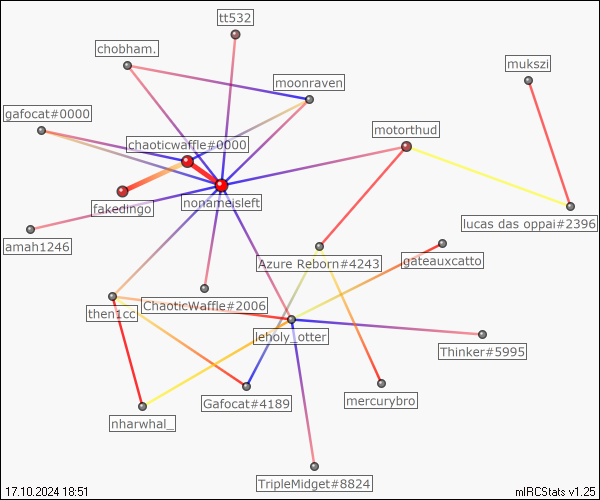 tt532
chobham.
mukszi
moonraven
gafocat#0000
motorthud
chaoticwaffle#0000
fakedingo
nonameisleft
lucas das oppai#2396
amah1246
Azure Reborn#4243
gateauxcatto
ChaoticWaffle#2006
then1cc
leholy_otter
Thinker#5995
Gafocat#4189
mercurybro
nharwhal_
TripleMidget#8824
17.10.2024 18:51
mIRCStats v1.25